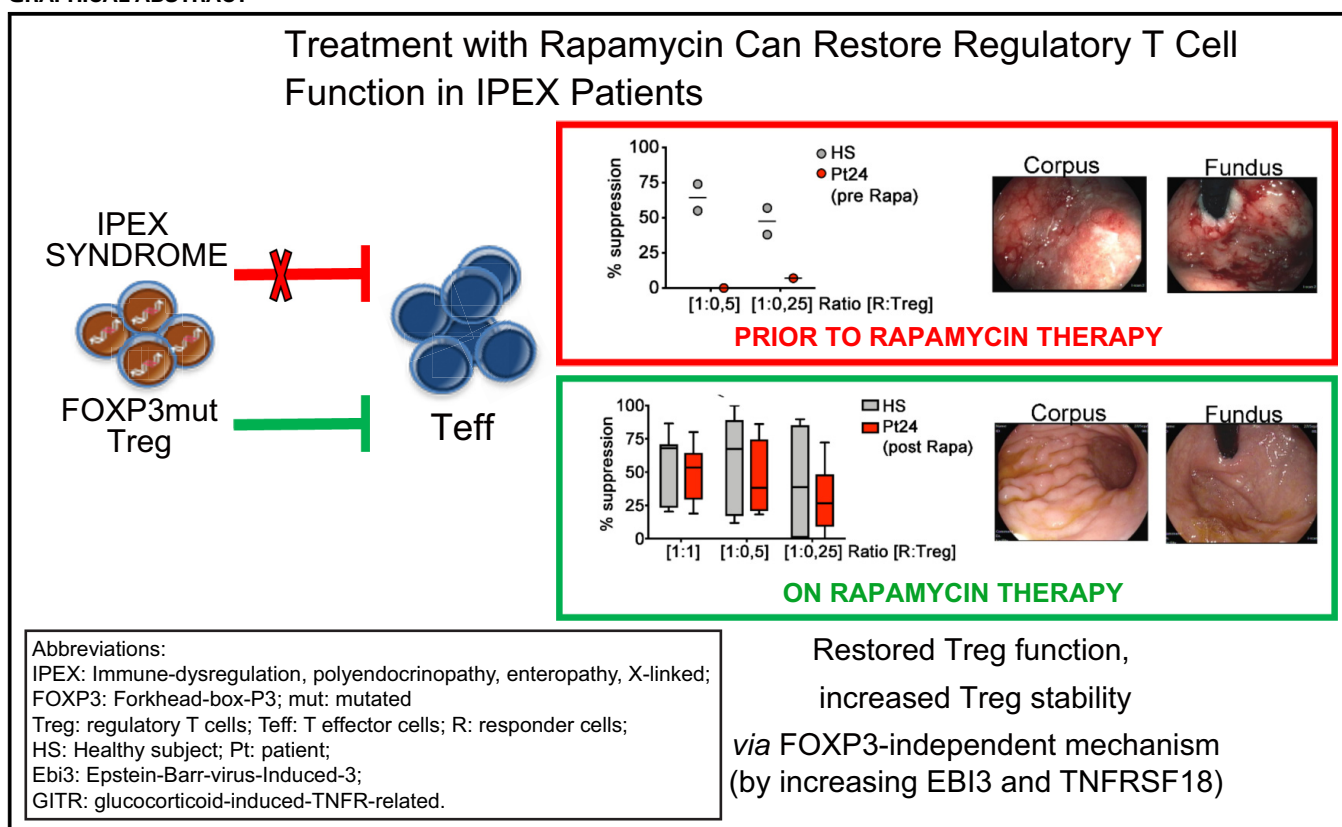 GRAPHICAL ABSTRACT
Treatment with Rapamycin Can Restore Regulatory T Cell
Function in IPEX Patients
IPEX
SYNDROME
FOXP3mut
Treg
Teff
100
75
50
25
0
% suppression
HS
Pt24
(pre Rapa)
[1:0,5] [1:0,25] Ratio [R:Treg]
Corpus
Fundus
PRIOR TO RAPAMYCIN THERAPY
100
75
50
25
0
% suppression
HS
Pt24
(post Rapa)
[1:1] [1:0,5] [1:0,25] Ratio [R:Treg]
Corpus
Fundus
ON RAPAMYCIN THERAPY
Abbreviations:
IPEX: Immune-dysregulation, polyendocrinopathy, enteropathy, X-linked;
FOXP3: Forkhead-box-P3; mut: mutated
Treg: regulatory T cells; Teff: T effector cells; R: responder cells;
HS: Healthy subject; Pt: patient;
Ebi3: Epstein-Barr-virus-Induced-3;
GITR: glucocorticoid-induced-TNFR-related.
Restored Treg function,
increased Treg stability
via FOXP3-independent mechanism
(by increasing EBI3 and TNFRSF18)